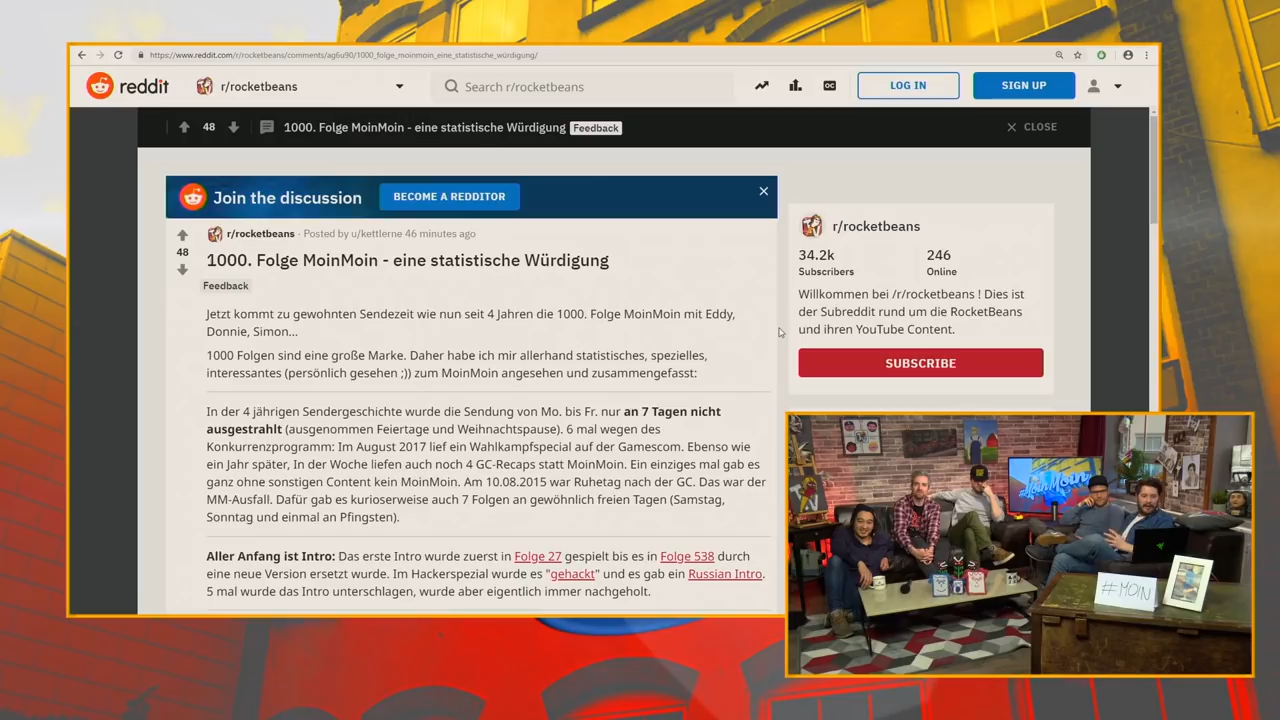 https://www.reddit.com/r/rocketbeans/comments/ag6u90/1000_folge_moinmoin_eine_statistische_würdigung/
reddit
r/rocketbeans
Search r/rocketbeans
LOG IN
SIGN UP
48
1000. Folge MoinMoin - eine statistische Würdigung
Feedback
CLOSE
Join the discussion
BECOME A REDDITOR
r/rocketbeans · Posted by u/kettlerne 46 minutes ago
48
1000. Folge MoinMoin - eine statistische Würdigung
Feedback
Jetzt kommt zu gewohnten Sendezeit wie nun seit 4 Jahren die 1000. Folge MoinMoin mit Eddy,
Donnie, Simon...
1000 Folgen sind eine große Marke. Daher habe ich mir allerhand statistisches, spezielles,
interessantes (persönlich gesehen ;)) zum MoinMoin angesehen und zusammengefasst:
In der 4 jährigen Sendergeschichte wurde die Sendung von Mo. bis Fr. nur an 7 Tagen nicht
ausgestrahlt (ausgenommen Feiertage und Weihnachtspause). 6 mal wegen des
Konkurrenzprogramm: Im August 2017 lief ein Wahlkampfspecial auf der Gamescom. Ebenso wie
ein Jahr später, In der Woche liefen auch noch 4 GC-Recaps statt MoinMoin. Ein einziges mal gab es
ganz ohne sonstigen Content kein MoinMoin. Am 10.08.2015 war Ruhetag nach der GC. Das war der
MM-Ausfall. Dafür gab es kurioserweise auch 7 Folgen an gewöhnlich freien Tagen (Samstag,
Sonntag und einmal an Pfingsten).
Aller Anfang ist Intro: Das erste Intro wurde zuerst in Folge 27 gespielt bis es in Folge 538 durch
eine neue Version ersetzt wurde. Im Hackerspezial wurde es "gehackt" und es gab ein Russian Intro.
5 mal wurde das Intro unterschlagen, wurde aber eigentlich immer nachgeholt.
r/rocketbeans
34.2k
246
Subscribers
Online
Willkommen bei /r/rocketbeans ! Dies ist
der Subreddit rund um die RocketBeans
und ihren YouTube Content.
SUBSCRIBE
MoinMoin
#MOIN